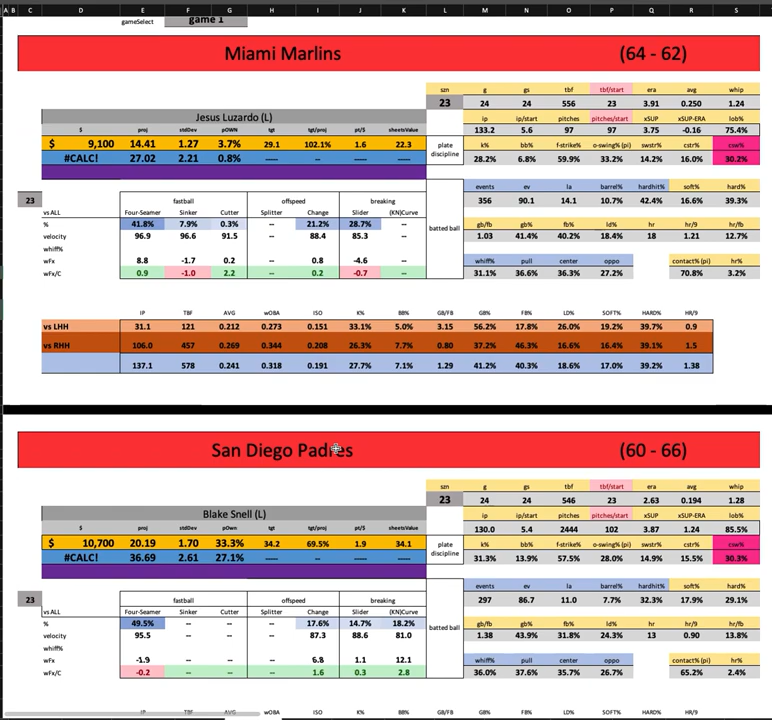 A B C D E F G H I J K L M N O P Q R S
gameSelect game 1
Miami Marlins (64 - 62)
szn g gs tbf tbf/start era avg whip
23 24 24 556 23 3.91 0.250 1.24
Jesus Luzardo (L) ip ip/start pitches pitches/start xSUP xSUP-ERA lob%
$ proj stdDev pOWN tgt tgt/proj pt/$ sheetsValue 133.2 5.6 97 97 3.75 -0.16 75.4%
$ 9,100 14.41 1.27 3.7% 29.1 102.1% 1.6 22.3 plate discipline k% bb% f-strike% o-swing% (pi) swstr% cstr% csw%
#CALC! 27.02 2.21 0.8% -- -- -- -- 28.2% 6.8% 59.9% 33.2% 14.2% 16.0% 30.2%
events ev la barrel% hardhit% soft% hard%
23 fastball offspeed breaking 356 90.1 14.1 10.7% 42.4% 16.6% 39.3%
vs ALL Four-Seamer Sinker Cutter Splitter Change Slider (KN)Curve
% 41.8% 7.9% 0.3% -- 21.2% 28.7% -- batted ball gb/fb gb% fb% ld% hr hr/9 hr/fb
velocity 96.9 96.6 91.5 -- 88.4 85.3 -- 1.03 41.4% 40.2% 18.4% 18 1.21 12.7%
whiff%
wFx 8.8 -1.7 0.2 -- 0.8 -4.6 -- whiff% pull center oppo contact% (pi) hr%
wFx/C 0.9 -1.0 2.2 -- 0.2 -0.7 -- 31.1% 36.6% 36.3% 27.2% 70.8% 3.2%
IP TBF AVG wOBA ISO K% BB% GB/FB GB% FB% LD% SOFT% HARD% HR/9
vs LHH 31.1 121 0.212 0.273 0.151 33.1% 5.0% 3.15 56.2% 17.8% 26.0% 19.2% 39.7% 0.9
vs RHH 106.0 457 0.269 0.344 0.208 26.3% 7.7% 0.80 37.2% 46.3% 16.6% 16.4% 39.1% 1.5
137.1 578 0.241 0.318 0.191 27.7% 7.1% 1.29 41.2% 40.3% 18.6% 17.0% 39.2% 1.38
San Diego Padres (60 - 66)
szn g gs tbf tbf/start era avg whip
23 24 24 546 23 2.63 0.194 1.28
Blake Snell (L) ip ip/start pitches pitches/start xSUP xSUP-ERA lob%
$ proj stdDev pOwn tgt tgt/proj pt/$ sheetsValue 130.0 5.4 2444 102 3.87 1.24 85.5%
$ 10,700 20.19 1.70 33.3% 34.2 69.5% 1.9 34.1 plate discipline k% bb% f-strike% o-swing% (pi) swstr% cstr% csw%
#CALC! 36.69 2.61 27.1% ---- ---- ---- ---- 31.3% 13.9% 57.5% 28.0% 14.9% 15.5% 30.3%
events ev la barrel% hardhit% soft% hard%
23 fastball offspeed breaking 297 86.7 11.0 7.7% 32.3% 17.9% 29.1%
vs ALL Four-Seamer Sinker Cutter Splitter Change Slider (KN)Curve
% 49.5% -- -- -- 17.6% 14.7% 18.2% batted ball gb/fb gb% fb% ld% hr hr/9 hr/fb
velocity 95.5 -- -- -- 87.3 88.6 81.0 1.38 43.9% 31.8% 24.3% 13 0.90 13.8%
whiff%
wFx -1.9 -- -- -- 6.8 1.1 12.1 whiff% pull center oppo contact% (pi) hr%
wFx/C -0.2 -- -- -- 1.6 0.3 2.8 36.0% 37.6% 35.7% 26.7% 65.2% 2.4%
IP TBF AVG wOBA ISO K% BB% GB/FB GB% FB% LD% SOFT% HARD% HR/9